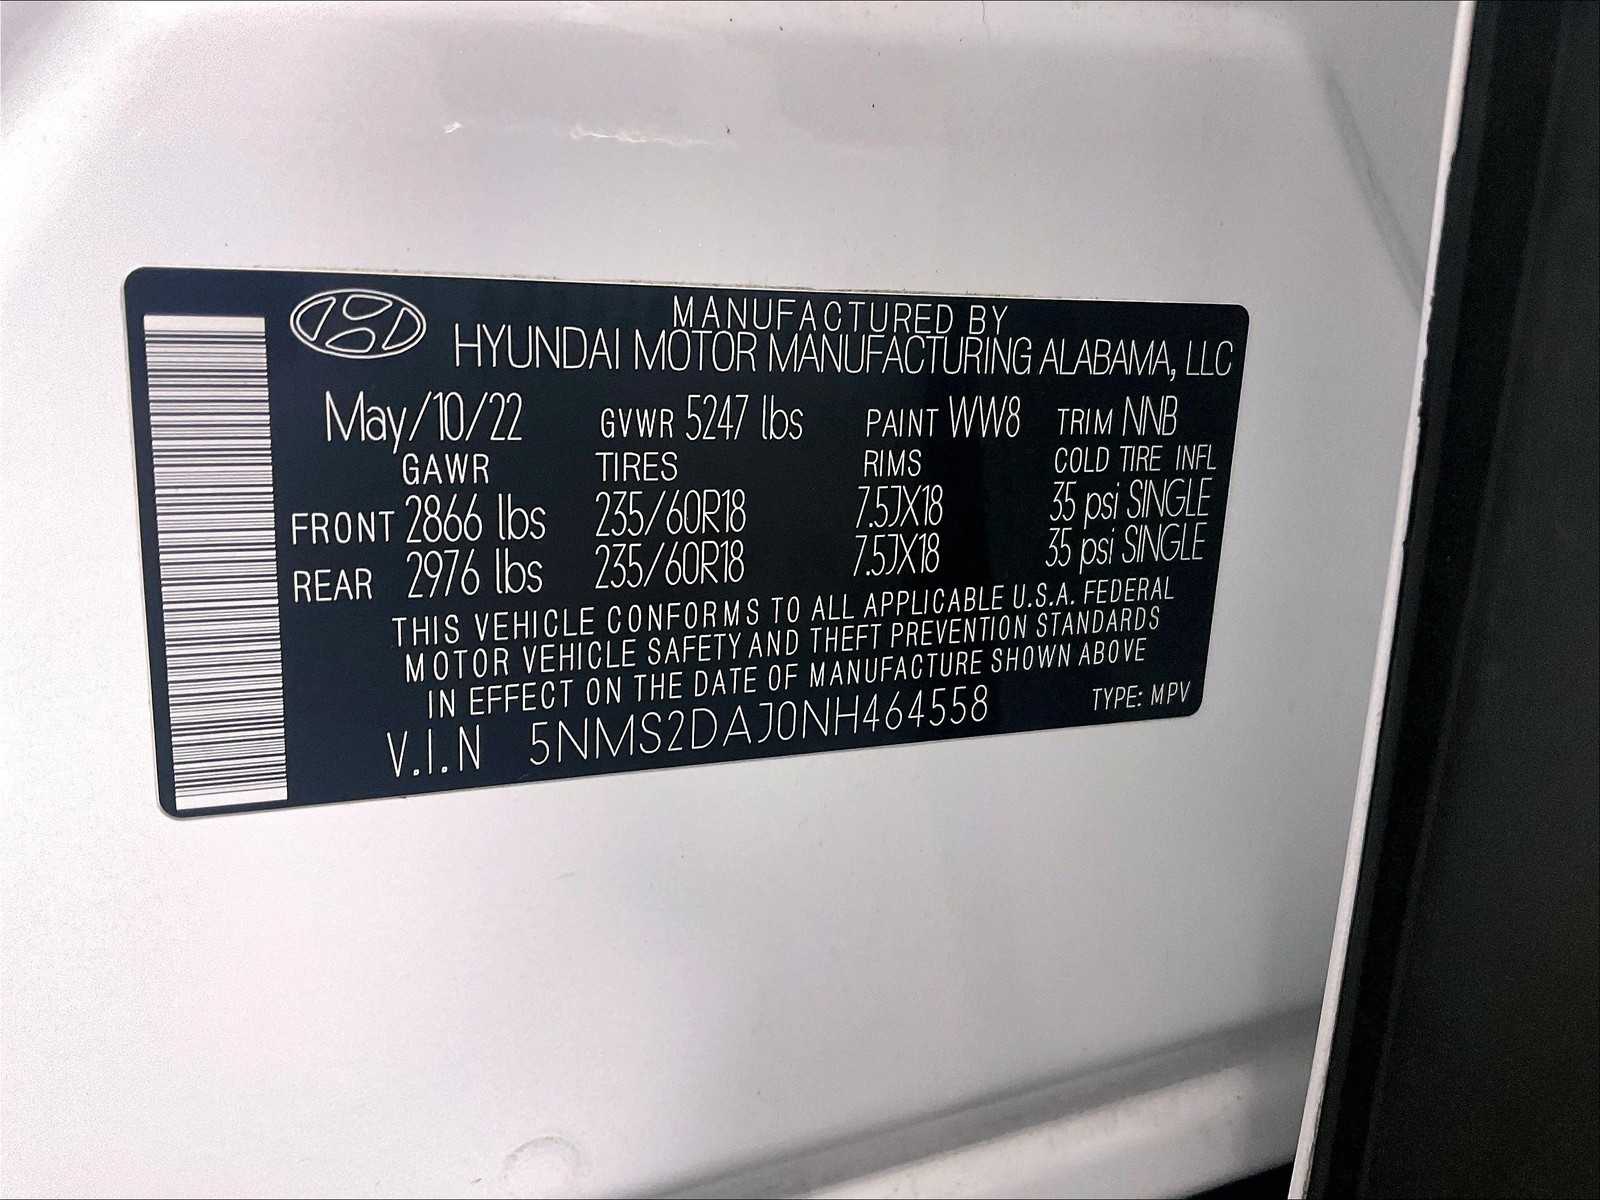 MANUFACTURED BY
HYUNDAI MOTOR MANUFACTURING ALABAMA, LLC
May/10/22 GVWR 5247 lbs PAINT WW8 TRIM NNB
GAWR TIRES RIMS COLD TIRE INFL
FRONT 2866 lbs 235/60R18 7.5JX18 35 psi SINGLE
REAR 2976 lbs 235/60R18 7.5JX18 35 psi SINGLE
THIS VEHICLE CONFORMS TO ALL APPLICABLE U.S.A. FEDERAL
MOTOR VEHICLE SAFETY AND THEFT PREVENTION STANDARDS
IN EFFECT ON THE DATE OF MANUFACTURE SHOWN ABOVE
V.I.N 5NMS2DAJ0NH464558 TYPE: MPV